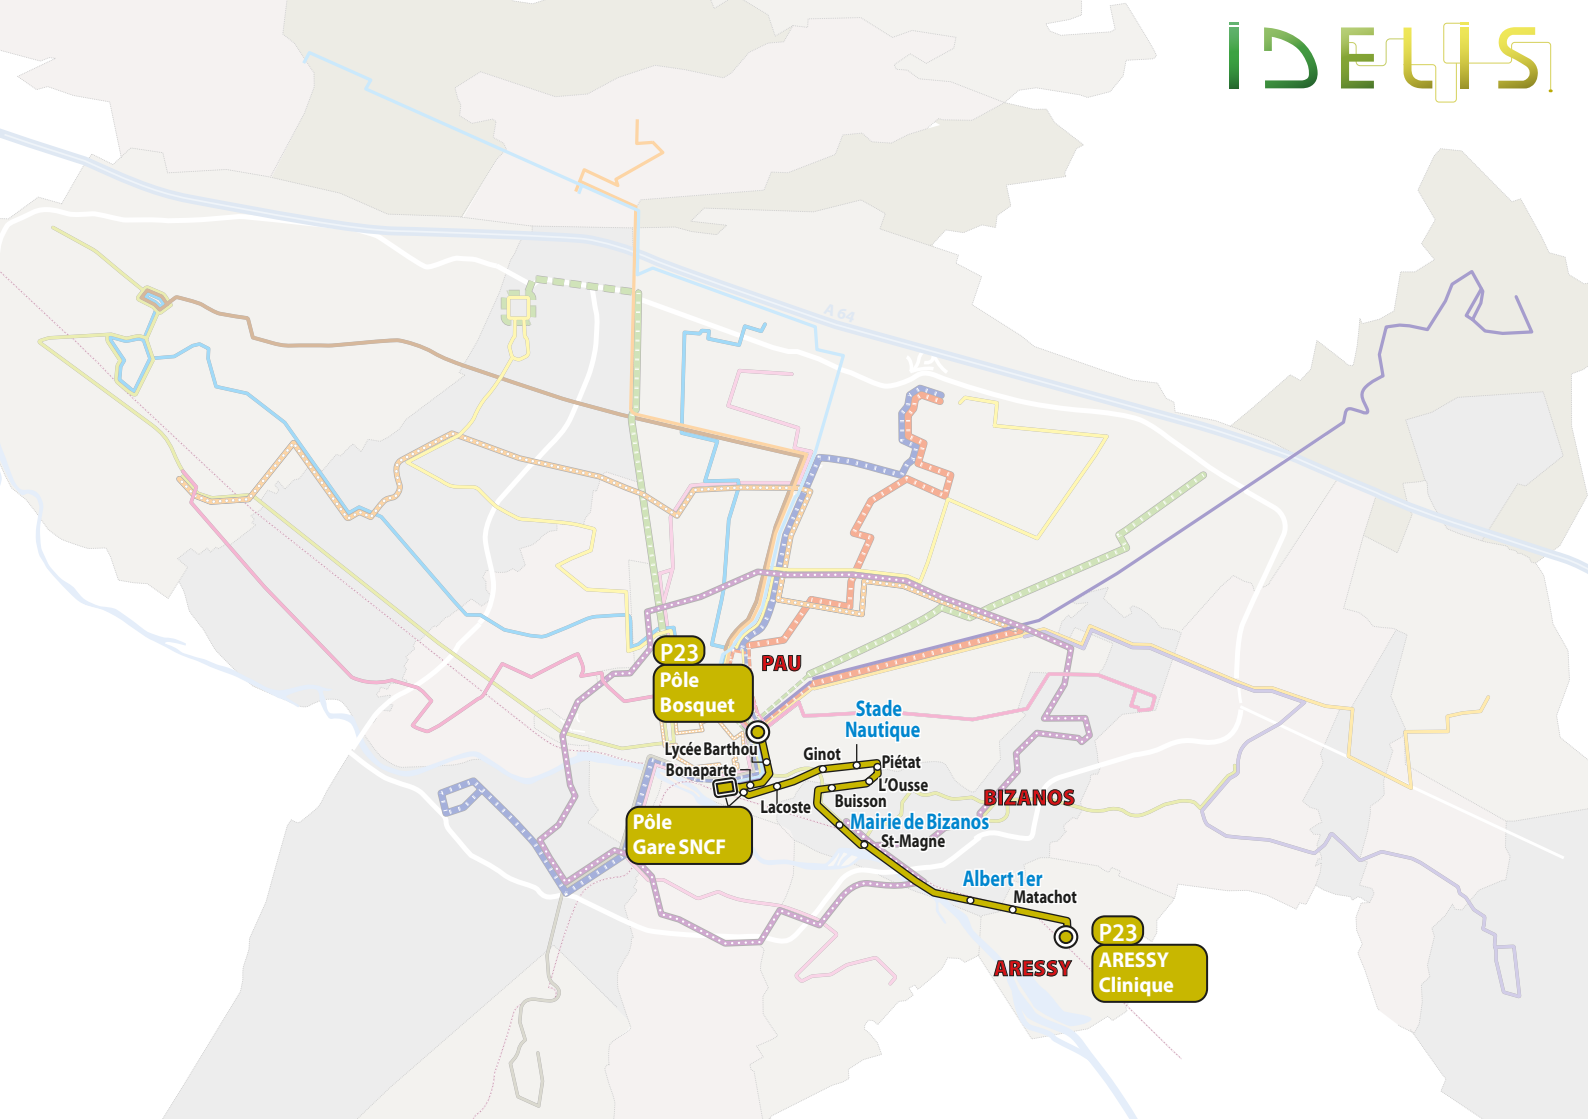 IDELIS
A 64
P23
Pôle
Bosquet
PAU
Stade
Nautique
Lycée Barthou
Bonaparte
Ginot
Piétat
L'Ousse
Lacoste
Buisson
BIZANOS
Pôle
Gare SNCF
Mairie de Bizanos
St-Magne
Albert 1er
Matachot
P23
ARESSY
Clinique
ARESSY